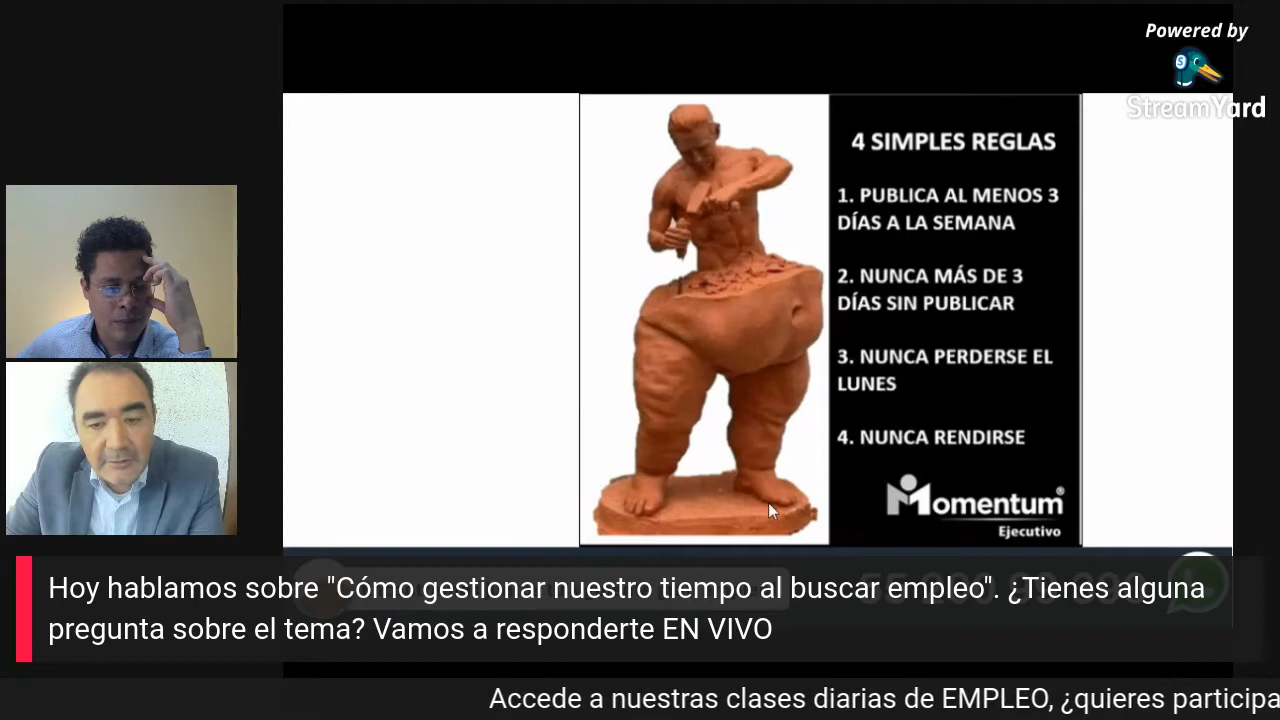 Powered by
StreamYard
4 SIMPLES REGLAS
1. PUBLICA AL MENOS 3
DÍAS A LA SEMANA
2. NUNCA MÁS DE 3
DÍAS SIN PUBLICAR
3. NUNCA PERDERSE EL
LUNES
4. NUNCA RENDIRSE
Momentum®
Ejecutivo
Hoy hablamos sobre "Cómo gestionar nuestro tiempo al buscar empleo". ¿Tienes alguna
pregunta sobre el tema? Vamos a responderte EN VIVO
Accede a nuestras clases diarias de EMPLEO, ¿quieres participa